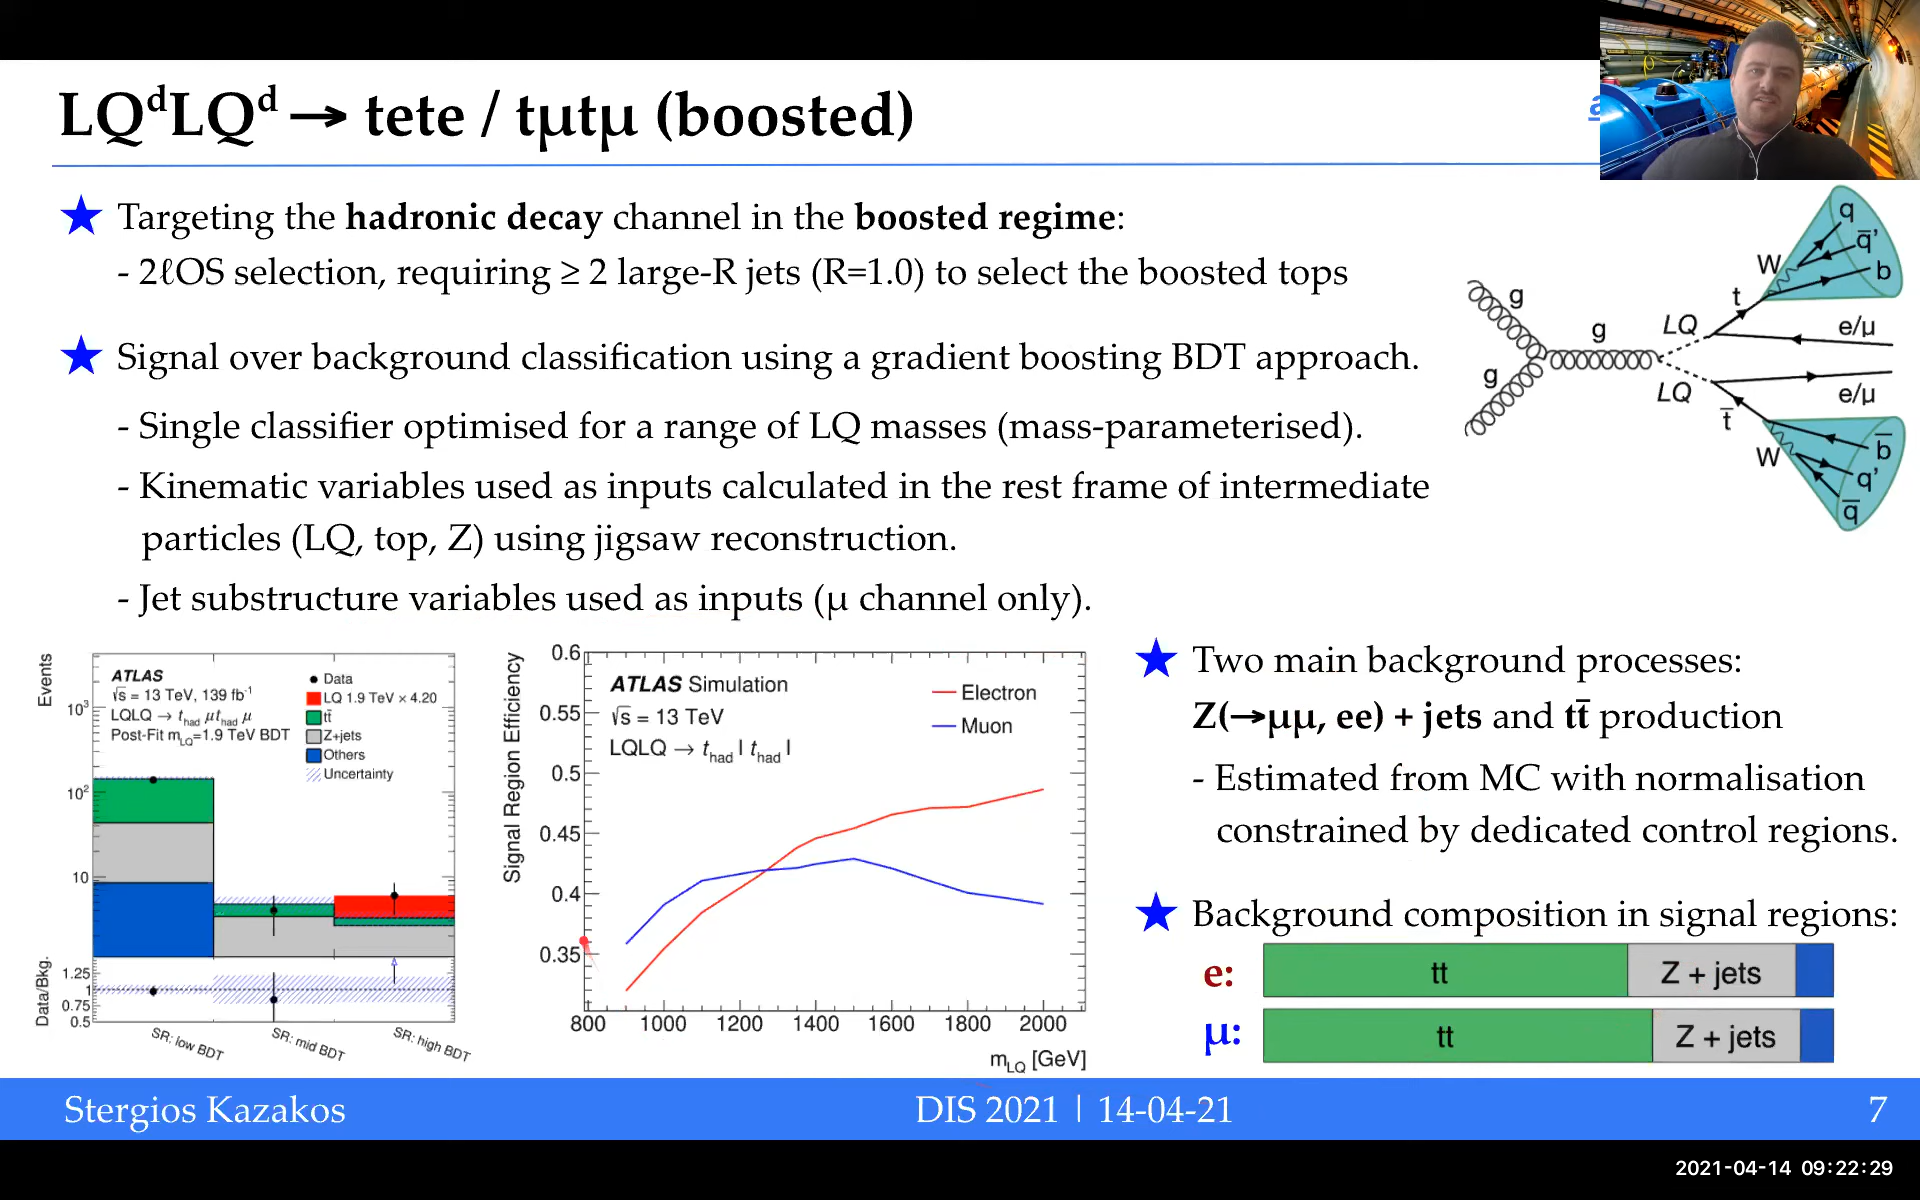 LQᵈLQᵈ → tete / tμtμ (boosted)
a
★ Targeting the hadronic decay channel in the boosted regime:
- 2ℓOS selection, requiring ≥ 2 large-R jets (R=1.0) to select the boosted tops
★ Signal over background classification using a gradient boosting BDT approach.
- Single classifier optimised for a range of LQ masses (mass-parameterised).
- Kinematic variables used as inputs calculated in the rest frame of intermediate
particles (LQ, top, Z) using jigsaw reconstruction.
- Jet substructure variables used as inputs (μ channel only).
q
q̄'
W
b
t
g
g
LQ
e/μ
g
LQ
e/μ
t̄
b̄
W
q'
q̄
Events
ATLAS
√s = 13 TeV, 139 fb⁻¹
LQLQ → t_had μt_had μ
Post-Fit m_LQ=1.9 TeV BDT
Data
LQ 1.9 TeV × 4.20
tt̄
Z+jets
Others
Uncertainty
10³
10²
10
Data/Bkg.
1.25
1
0.75
0.5
SR: low BDT
SR: mid BDT
SR: high BDT
Signal Region Efficiency
0.6
0.55
0.5
0.45
0.4
0.35
ATLAS Simulation
√s = 13 TeV
LQLQ → t_had l t_had l
Electron
Muon
800 1000 1200 1400 1600 1800 2000
m_LQ [GeV]
★ Two main background processes:
Z(→μμ, ee) + jets and tt̄ production
- Estimated from MC with normalisation
constrained by dedicated control regions.
★ Background composition in signal regions:
e: tt Z + jets
μ: tt Z + jets
Stergios Kazakos DIS 2021 | 14-04-21 7
2021-04-14 09:22:29